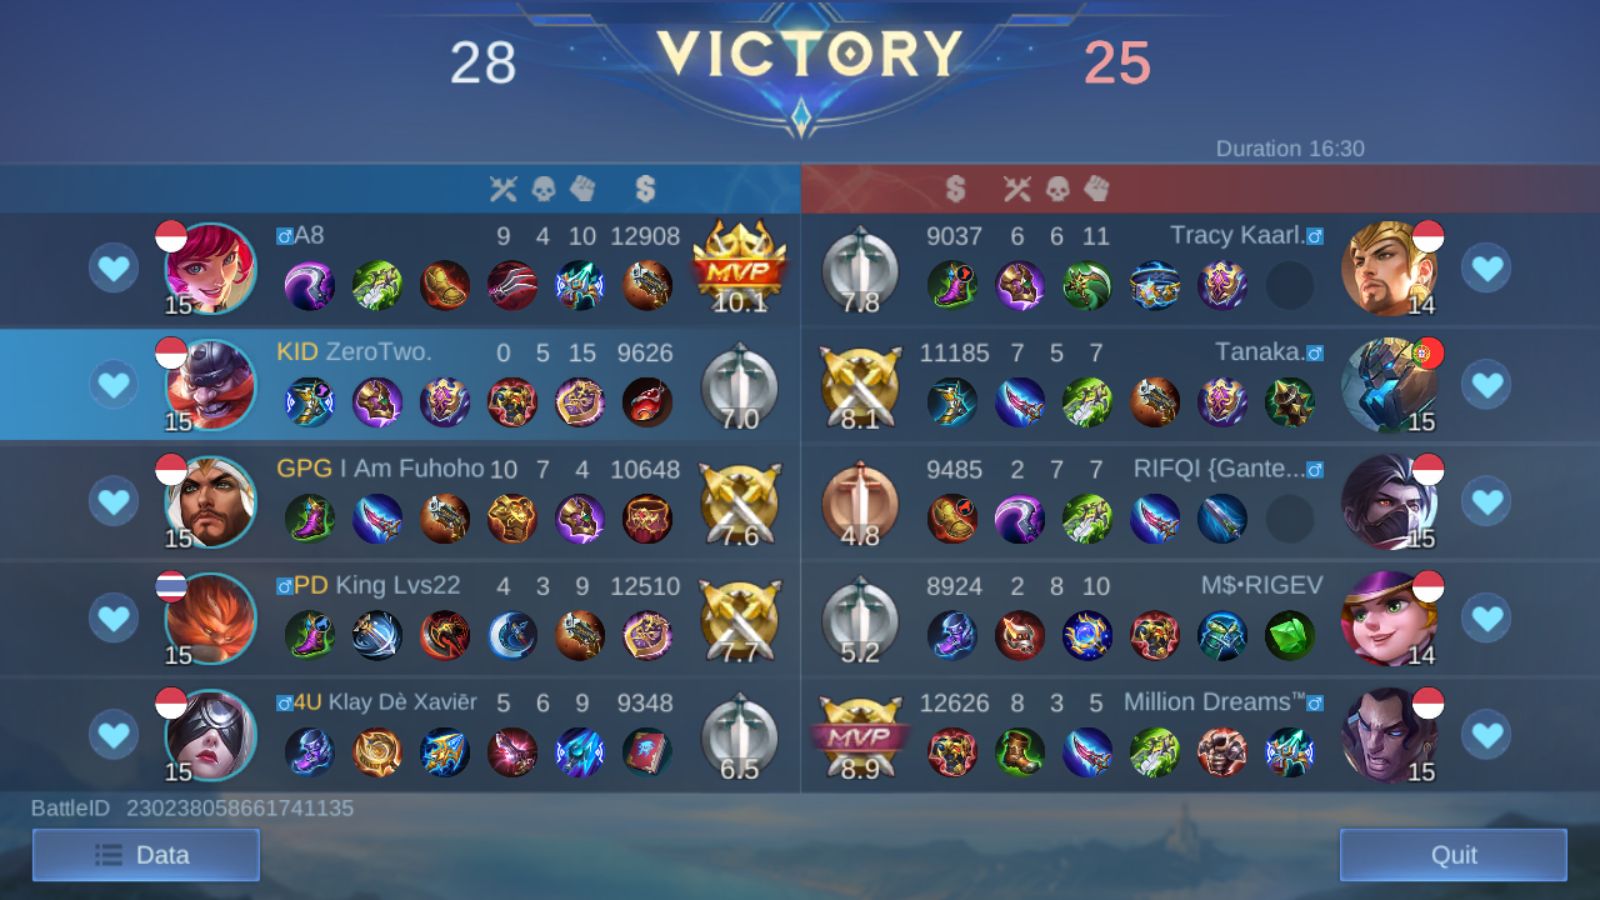 28 VICTORY 25
Duration 16:30
♂A8 9 4 10 12908
15 MVP 10.1
9037 6 6 11 Tracy Kaarl.♂
7.8 14
KID ZeroTwo. 0 5 15 9626
15 7.0
11185 7 5 7 Tanaka.♂
8.1 15
GPG I Am Fuhoho 10 7 4 10648
15 7.6
9485 2 7 7 RIFQI {Gante...♂
4.8 15
♂PD King Lvs22 4 3 9 12510
15 7.7
8924 2 8 10 M$•RIGEV
5.2 14
♂4U Klay Dè Xaviēr 5 6 9 9348
15 6.5
12626 8 3 5 Million Dreams™♂
MVP 8.9 15
BattleID 230238058661741135
Data
Quit